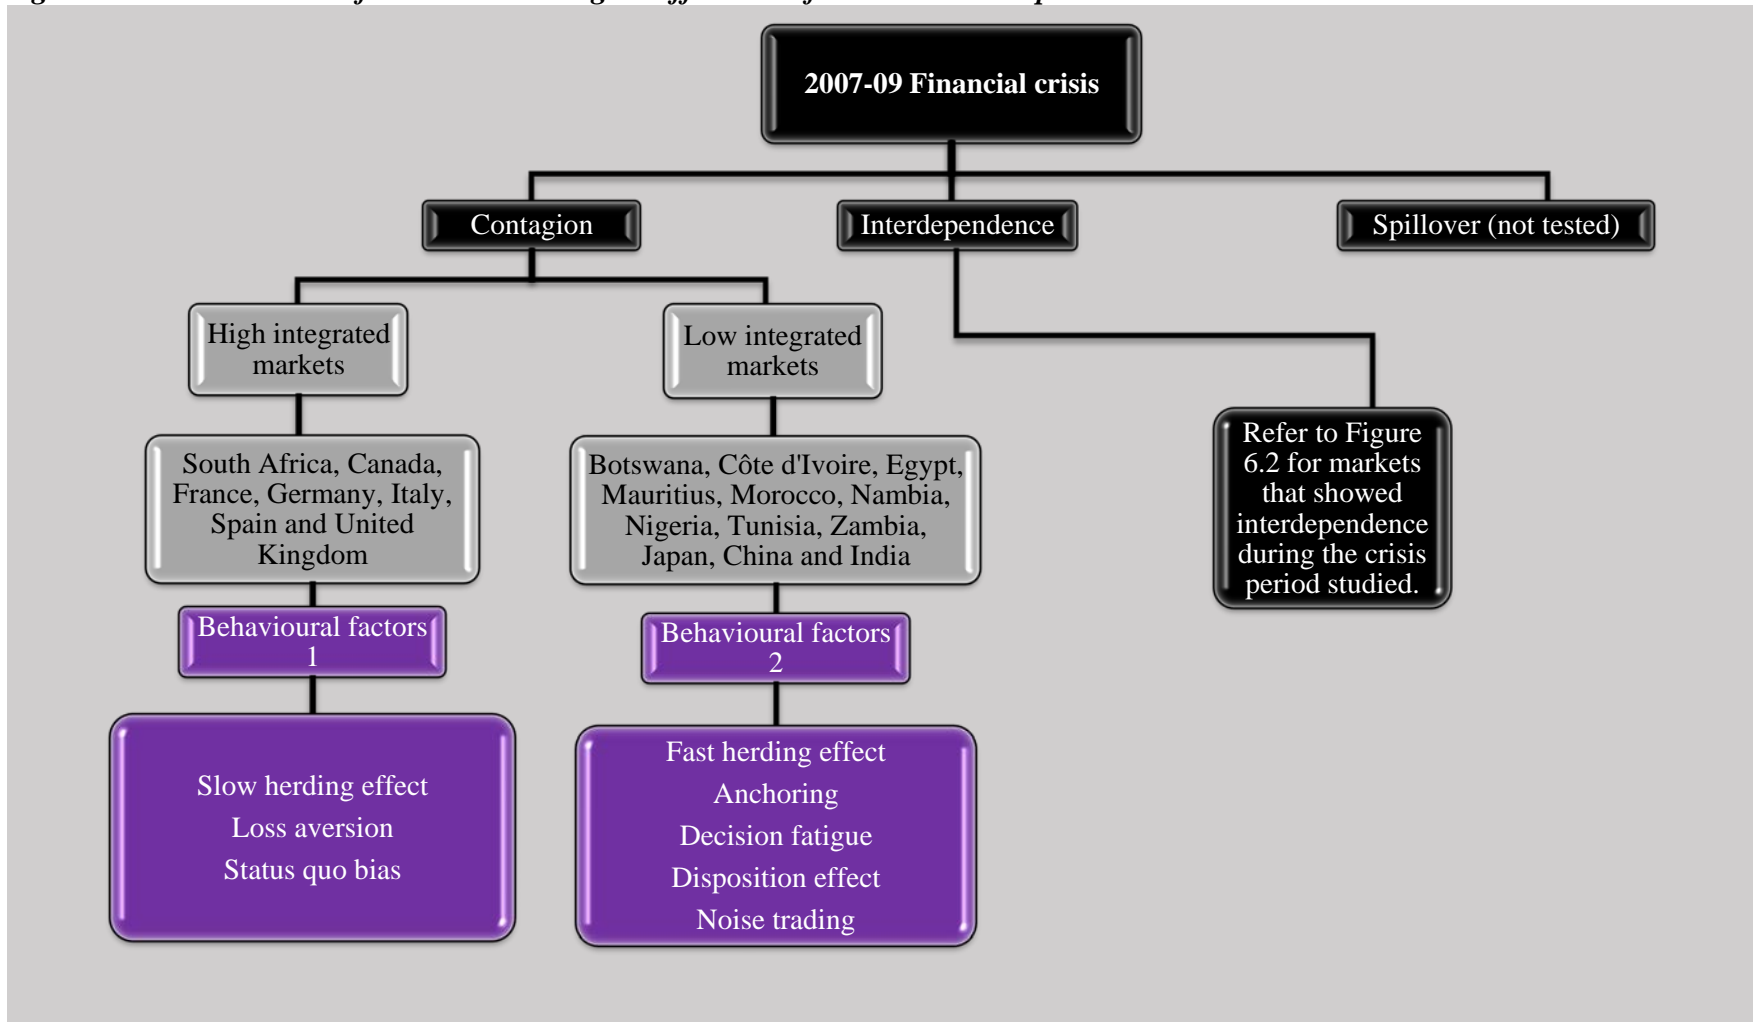 2007-09 Financial crisis
Contagion
Interdependence
Spillover (not tested)
High integrated
markets
Low integrated
markets
South Africa, Canada,
France, Germany, Italy,
Spain and United
Kingdom
Botswana, Côte d'Ivoire, Egypt,
Mauritius, Morocco, Nambia,
Nigeria, Tunisia, Zambia,
Japan, China and India
Refer to Figure
6.2 for markets
that showed
interdependence
during the crisis
period studied.
Behavioural factors
1
Behavioural factors
2
Slow herding effect
Loss aversion
Status quo bias
Fast herding effect
Anchoring
Decision fatigue
Disposition effect
Noise trading